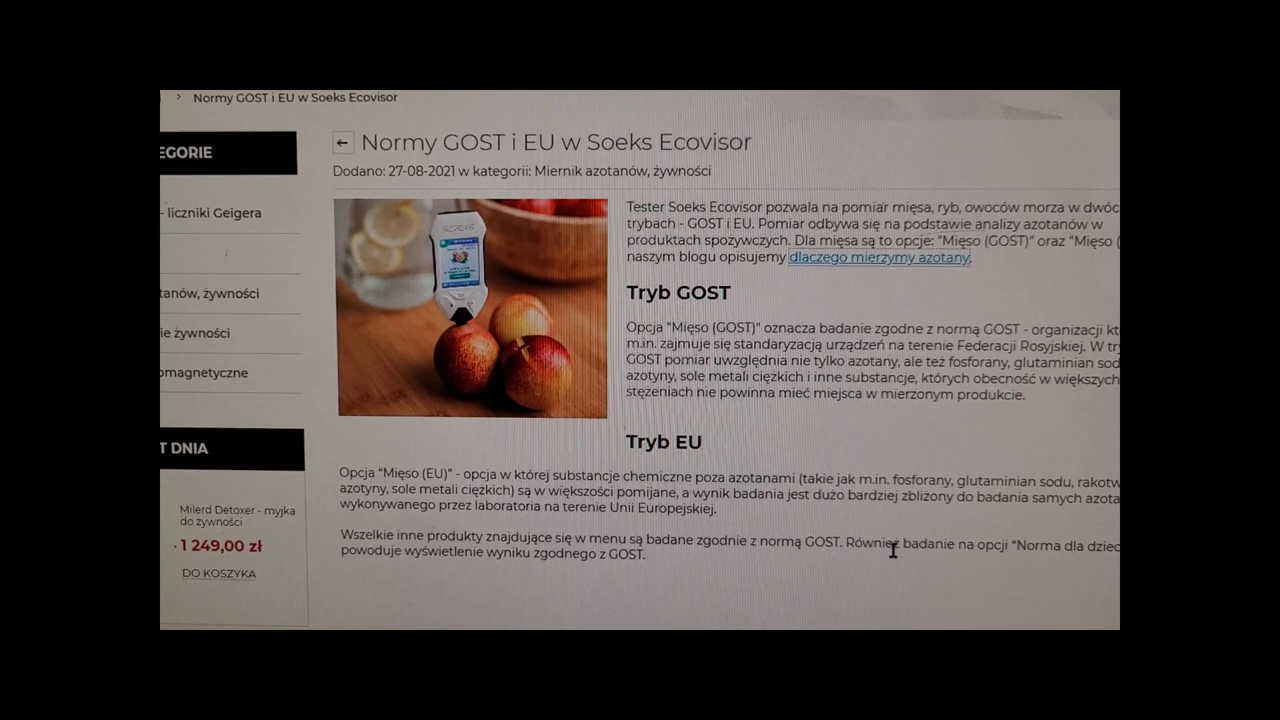 > Normy GOST i EU w Soeks Ecovisor
EGORIE
- liczniki Geigera
tanów, żywności
ie żywności
omagnetyczne
T DNIA
Milerd Detoxer - myjka
do żywności
1 249,00 zł
DO KOSZYKA
← Normy GOST i EU w Soeks Ecovisor
Dodano: 27-08-2021 w kategorii: Miernik azotanów, żywności
SOEKS
Tester Soeks Ecovisor pozwala na pomiar mięsa, ryb, owoców morza w dwóc
trybach - GOST i EU. Pomiar odbywa się na podstawie analizy azotanów w
produktach spożywczych. Dla mięsa są to opcje: "Mięso (GOST)" oraz "Mięso (
naszym blogu opisujemy dlaczego mierzymy azotany.
Tryb GOST
Opcja "Mięso (GOST)" oznacza badanie zgodne z normą GOST - organizacji kt
m.in. zajmuje się standaryzacją urządzeń na terenie Federacji Rosyjskiej. W try
GOST pomiar uwzględnia nie tylko azotany, ale też fosforany, glutaminian sod
azotyny, sole metali ciężkich i inne substancje, których obecność w większych
stężeniach nie powinna mieć miejsca w mierzonym produkcie.
Tryb EU
Opcja "Mięso (EU)" - opcja w której substancje chemiczne poza azotanami (takie jak m.in. fosforany, glutaminian sodu, rakotw
azotyny, sole metali ciężkich) są w większości pomijane, a wynik badania jest dużo bardziej zbliżony do badania samych azota
wykonywanego przez laboratoria na terenie Unii Europejskiej.
Wszelkie inne produkty znajdujące się w menu są badane zgodnie z normą GOST. Również badanie na opcji "Norma dla dziec
powoduje wyświetlenie wyniku zgodnego z GOST.